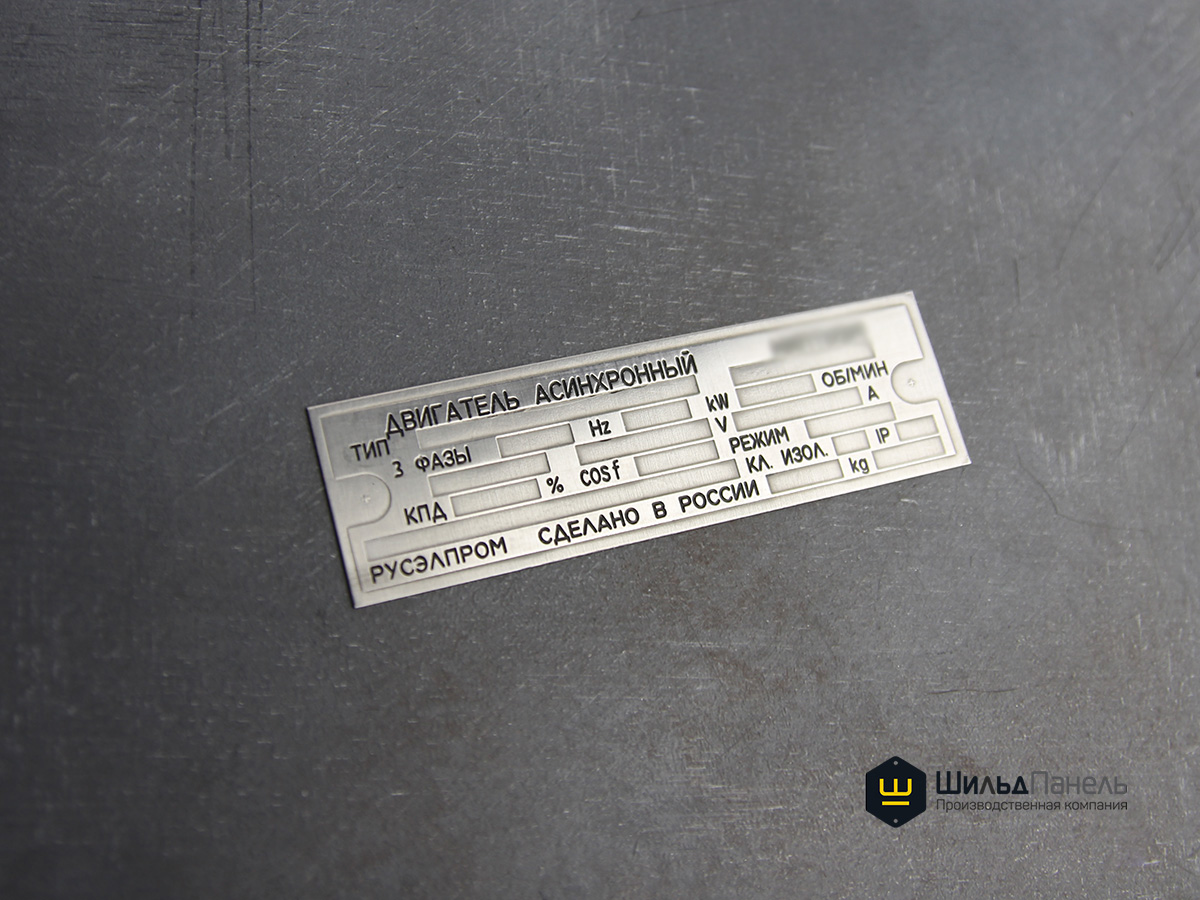 ДВИГАТЕЛЬ АСИНХРОННЫЙ
ТИП
3 ФАЗЫ Hz kW ОБ/МИН
V A
КПД % cosf РЕЖИМ IP
КЛ. ИЗОЛ. kg
РУСЭЛПРОМ СДЕЛАНО В РОССИИ
ШильдПанель
Производственная компания